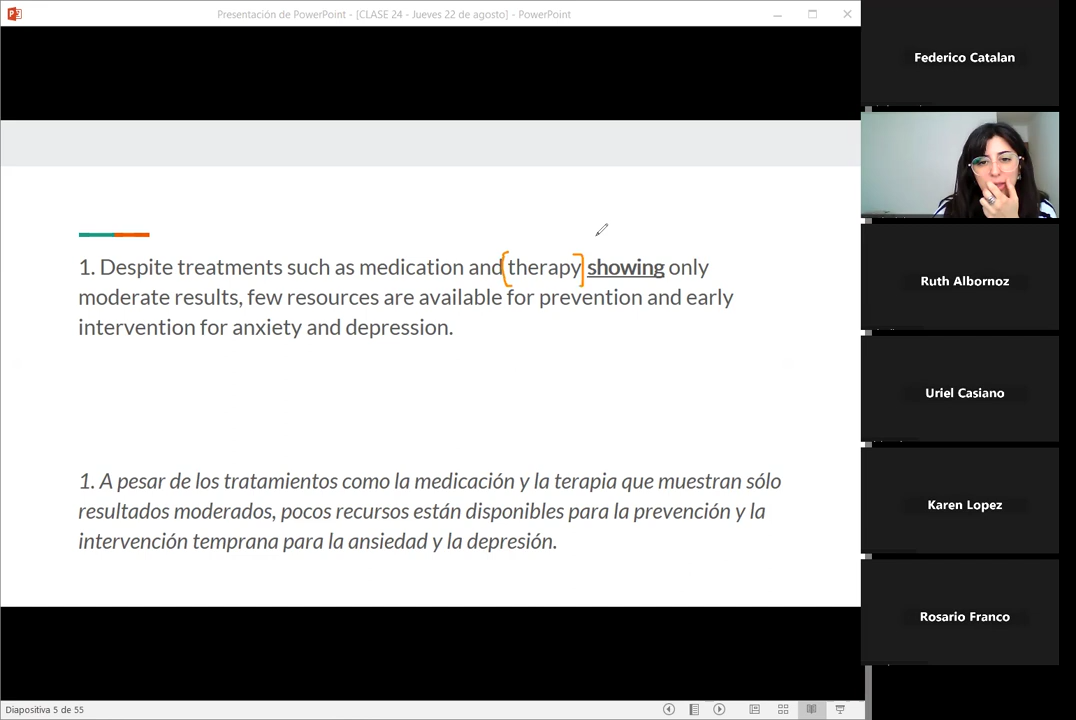 Presentación de PowerPoint - [CLASE 24 - Jueves 22 de agosto] - PowerPoint
Federico Catalan
1. Despite treatments such as medication and therapy showing only
moderate results, few resources are available for prevention and early
intervention for anxiety and depression.
1. A pesar de los tratamientos como la medicación y la terapia que muestran sólo
resultados moderados, pocos recursos están disponibles para la prevención y la
intervención temprana para la ansiedad y la depresión.
Ruth Albornoz
Uriel Casiano
Karen Lopez
Rosario Franco
Diapositiva 5 de 55